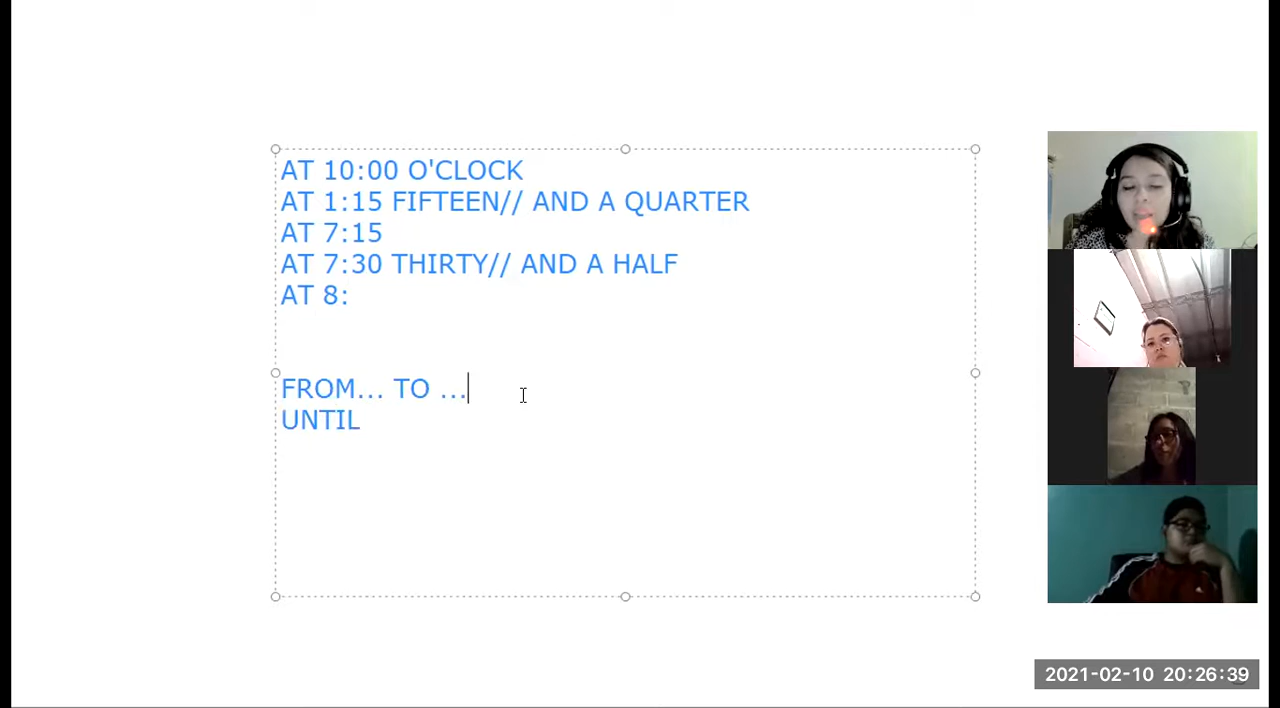 AT 10:00 O'CLOCK
AT 1:15 FIFTEEN// AND A QUARTER
AT 7:15
AT 7:30 THIRTY// AND A HALF
AT 8:
FROM... TO ...
UNTIL
2021-02-10 20:26:39